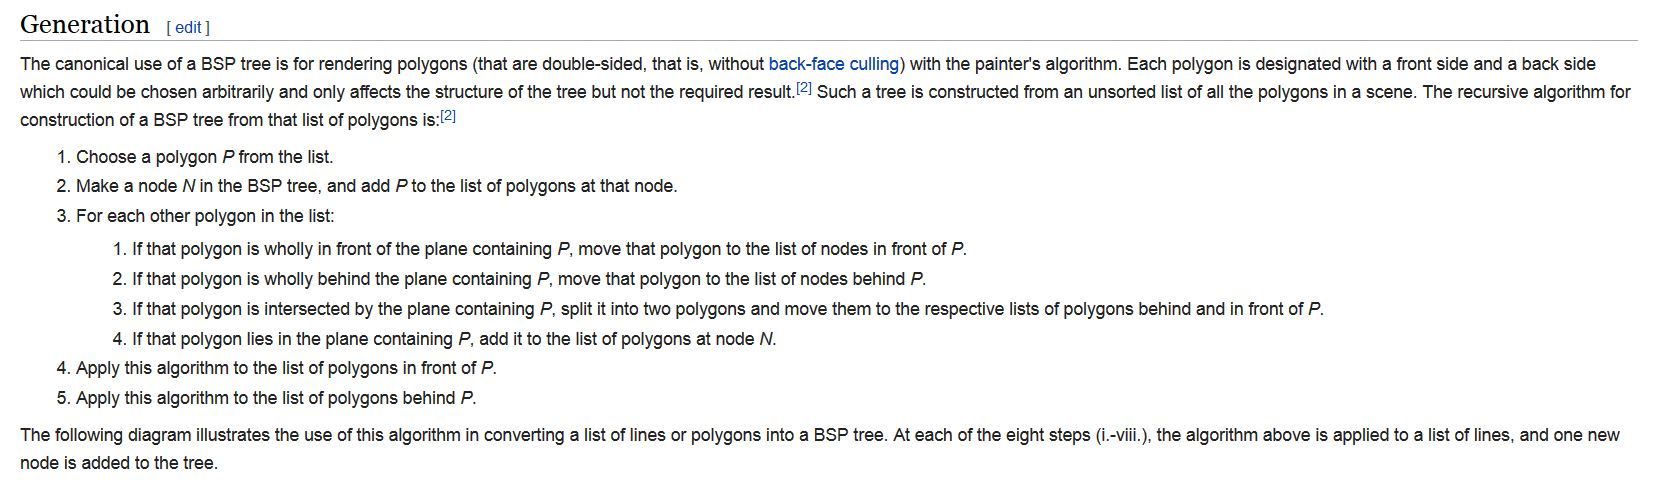 Generation [ edit ]
The canonical use of a BSP tree is for rendering polygons (that are double-sided, that is, without back-face culling) with the painter's algorithm. Each polygon is designated with a front side and a back side
which could be chosen arbitrarily and only affects the structure of the tree but not the required result.[2] Such a tree is constructed from an unsorted list of all the polygons in a scene. The recursive algorithm for
construction of a BSP tree from that list of polygons is:[2]
1. Choose a polygon P from the list.
2. Make a node N in the BSP tree, and add P to the list of polygons at that node.
3. For each other polygon in the list:
1. If that polygon is wholly in front of the plane containing P, move that polygon to the list of nodes in front of P.
2. If that polygon is wholly behind the plane containing P, move that polygon to the list of nodes behind P.
3. If that polygon is intersected by the plane containing P, split it into two polygons and move them to the respective lists of polygons behind and in front of P.
4. If that polygon lies in the plane containing P, add it to the list of polygons at node N.
4. Apply this algorithm to the list of polygons in front of P.
5. Apply this algorithm to the list of polygons behind P.
The following diagram illustrates the use of this algorithm in converting a list of lines or polygons into a BSP tree. At each of the eight steps (i.-viii.), the algorithm above is applied to a list of lines, and one new
node is added to the tree.